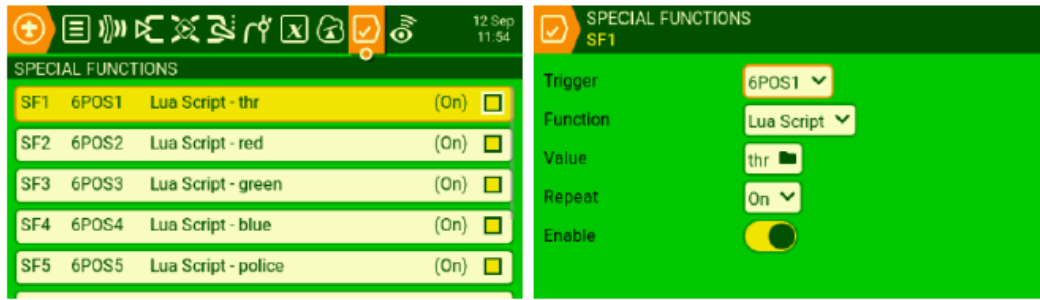 12 Sep
11:54
SPECIAL FUNCTIONS
SF1 6POS1 Lua Script - thr (On)
SF2 6POS2 Lua Script - red (On)
SF3 6POS3 Lua Script - green (On)
SF4 6POS4 Lua Script - blue (On)
SF5 6POS5 Lua Script - police (On)
SPECIAL FUNCTIONS
SF1
Trigger 6POS1
Function Lua Script
Value thr
Repeat On
Enable